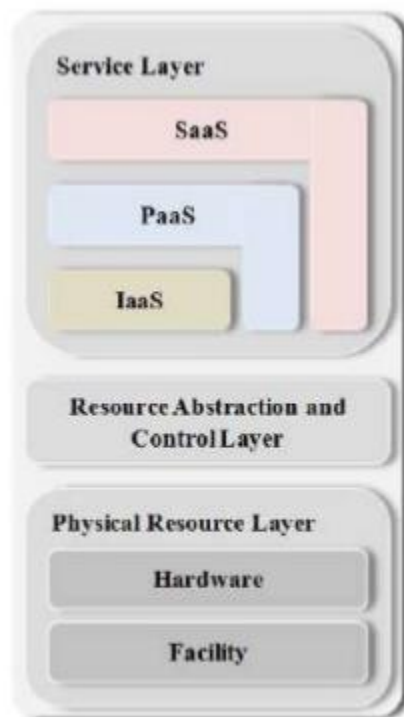 Service Layer
SaaS
PaaS
IaaS
Resource Abstraction and
Control Layer
Physical Resource Layer
Hardware
Facility